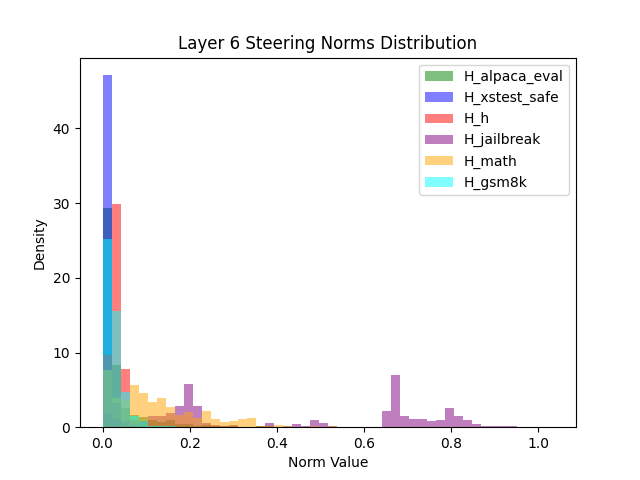 Layer 6 Steering Norms Distribution
H_alpaca_eval
H_xstest_safe
H_h
H_jailbreak
H_math
H_gsm8k
Density
40
30
20
10
0
0.0 0.2 0.4 0.6 0.8 1.0
Norm Value